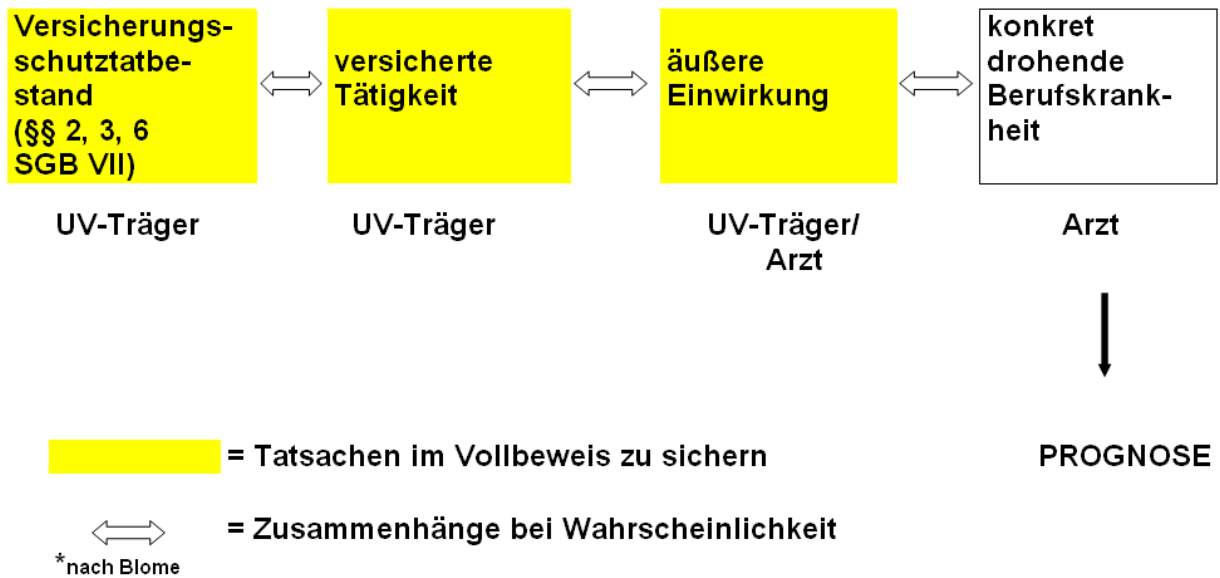 Versicherungs-
schutztatbe-
stand
(§§ 2, 3, 6
SGB VII)
versicherte
Tätigkeit
äußere
Einwirkung
konkret
drohende
Berufskrank-
heit
UV-Träger
UV-Träger
UV-Träger/
Arzt
Arzt
= Tatsachen im Vollbeweis zu sichern
PROGNOSE
= Zusammenhänge bei Wahrscheinlichkeit
*nach Blome